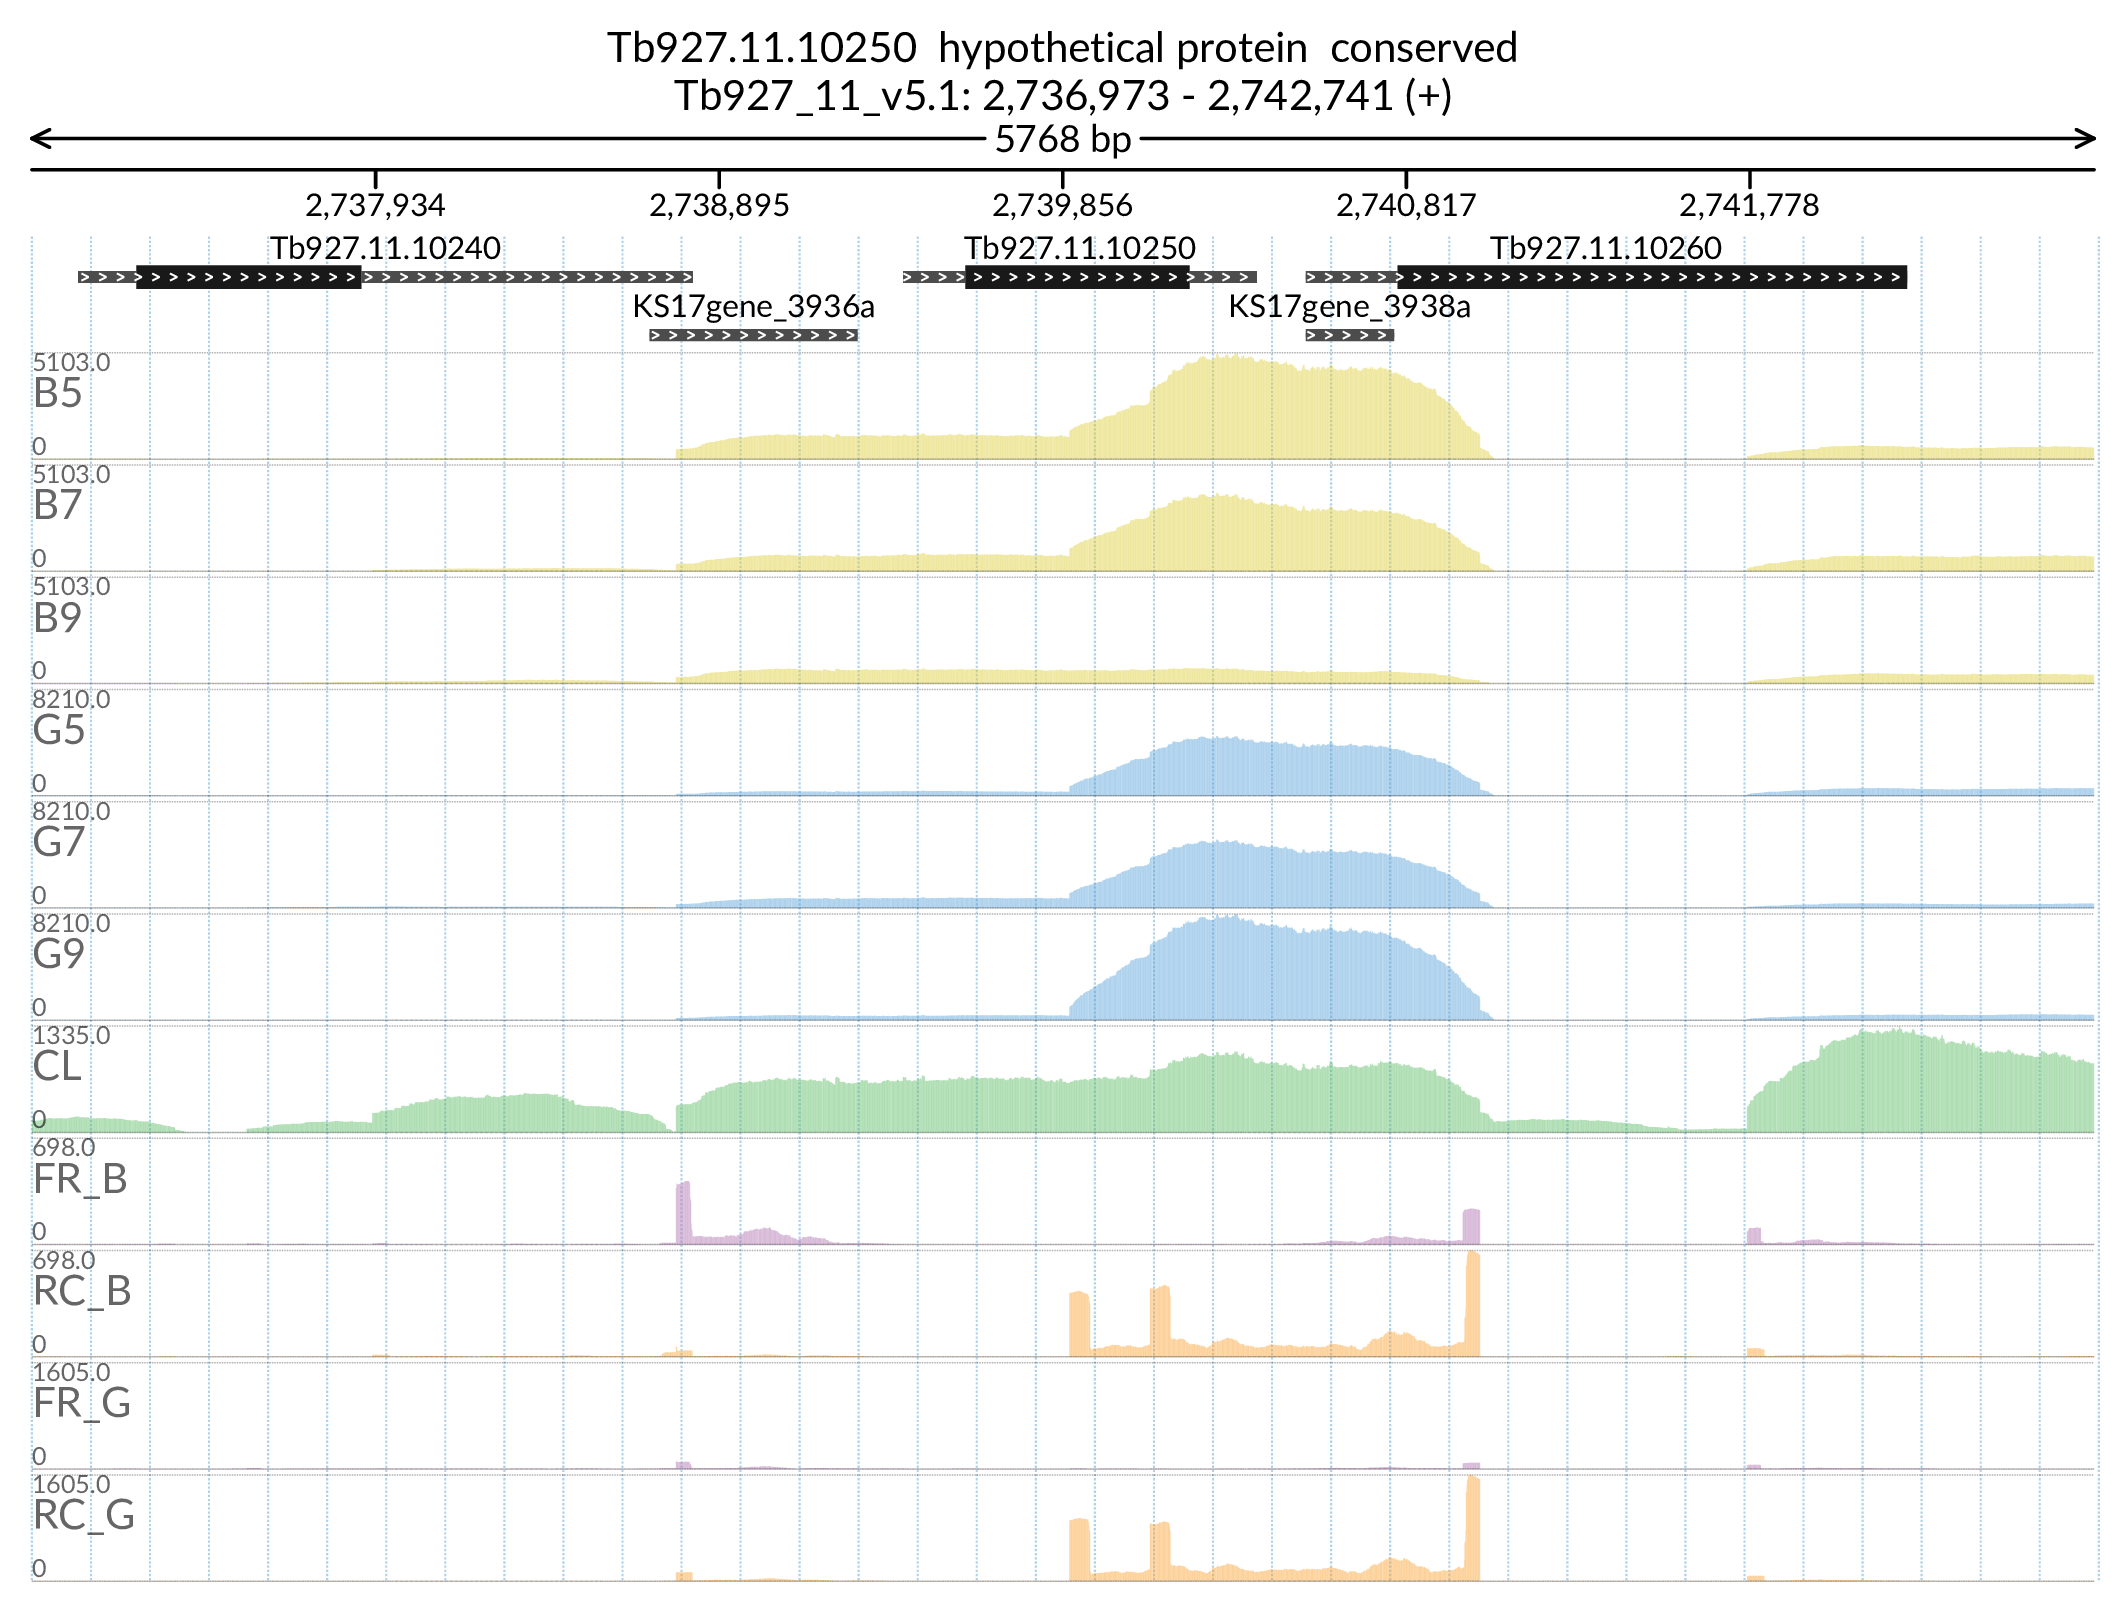 Tb927.11.10250  hypothetical protein  conserved
Tb927_11_v5.1: 2,736,973 - 2,742,741 (+)
5768 bp
2,737,934 2,738,895 2,739,856 2,740,817 2,741,778
Tb927.11.10240 Tb927.11.10250 Tb927.11.10260
KS17gene_3936a KS17gene_3938a
5103.0
B5
0
5103.0
B7
0
5103.0
B9
0
8210.0
G5
0
8210.0
G7
0
8210.0
G9
0
1335.0
CL
0
698.0
FR_B
0
698.0
RC_B
0
1605.0
FR_G
0
1605.0
RC_G
0